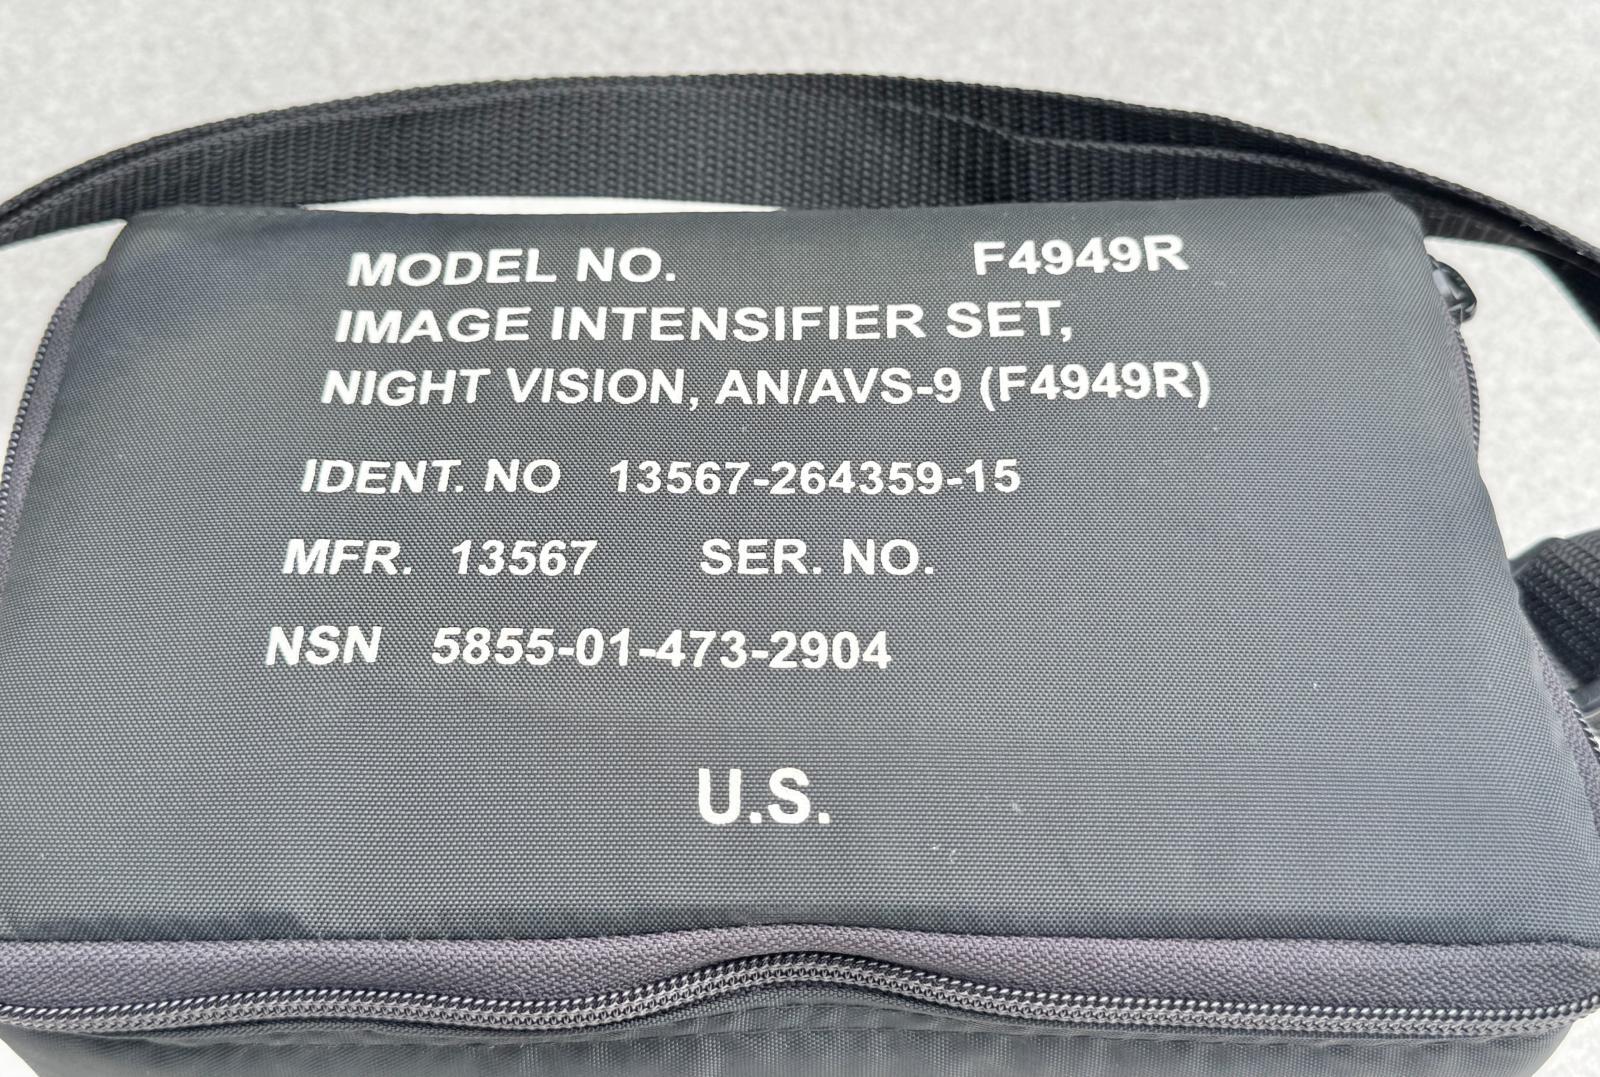 MODEL NO. F4949R
IMAGE INTENSIFIER SET,
NIGHT VISION, AN/AVS-9 (F4949R)
IDENT. NO 13567-264359-15
MFR. 13567 SER. NO.
NSN 5855-01-473-2904
U.S.